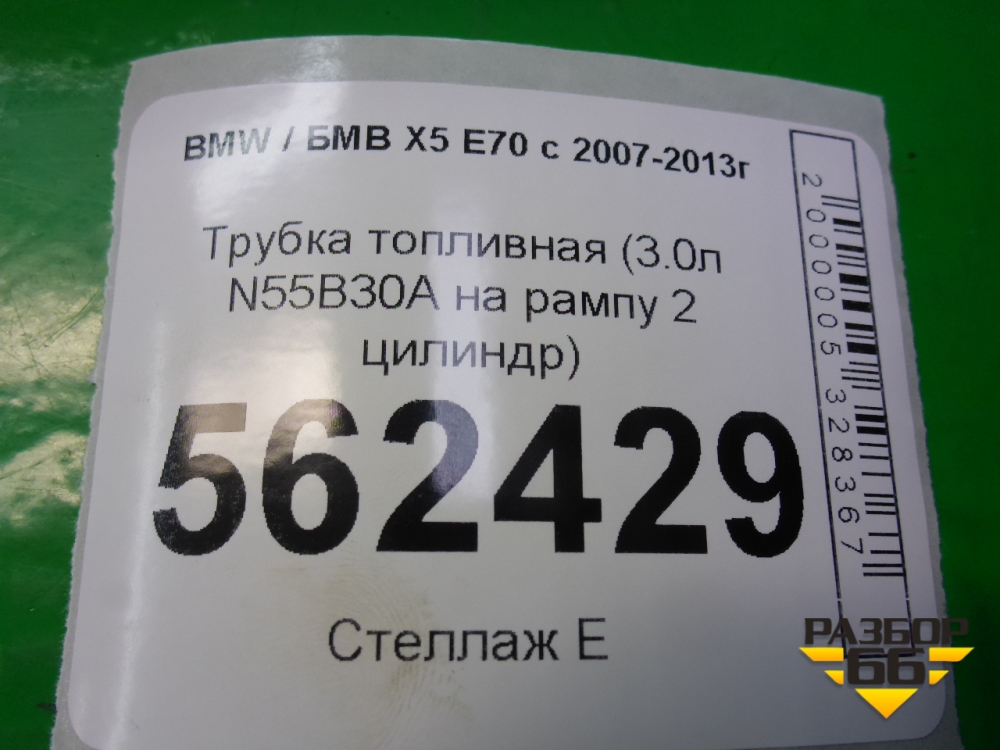 BMW / БМВ X5 E70 с 2007-2013г
Трубка топливная (3.0л
N55B30A на рампу 2
цилиндр)
562429
Стеллаж Е
2000005328367
РАЗБОР
66